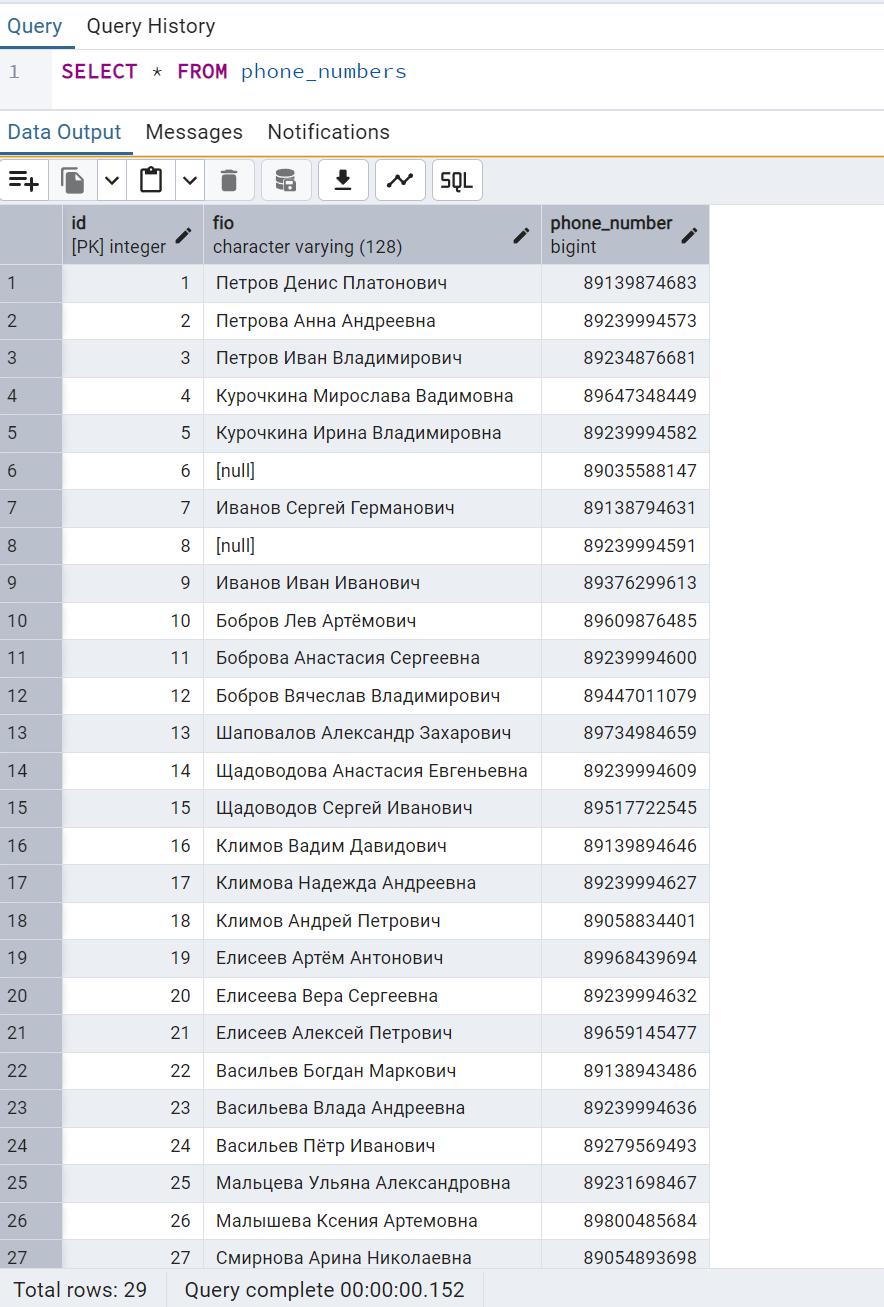 Query Query History
1 SELECT * FROM phone_numbers
Data Output Messages Notifications
SQL
id fio phone_number
[PK] integer character varying (128) bigint
1 1 Петров Денис Платонович 89139874683
2 2 Петрова Анна Андреевна 89239994573
3 3 Петров Иван Владимирович 89234876681
4 4 Курочкина Мирослава Вадимовна 89647348449
5 5 Курочкина Ирина Владимировна 89239994582
6 6 [null] 89035588147
7 7 Иванов Сергей Германович 89138794631
8 8 [null] 89239994591
9 9 Иванов Иван Иванович 89376299613
10 10 Бобров Лев Артёмович 89609876485
11 11 Боброва Анастасия Сергеевна 89239994600
12 12 Бобров Вячеслав Владимирович 89447011079
13 13 Шаповалов Александр Захарович 89734984659
14 14 Щадоводова Анастасия Евгеньевна 89239994609
15 15 Щадоводов Сергей Иванович 89517722545
16 16 Климов Вадим Давидович 89139894646
17 17 Климова Надежда Андреевна 89239994627
18 18 Климов Андрей Петрович 89058834401
19 19 Елисеев Артём Антонович 89968439694
20 20 Елисеева Вера Сергеевна 89239994632
21 21 Елисеев Алексей Петрович 89659145477
22 22 Васильев Богдан Маркович 89138943486
23 23 Васильева Влада Андреевна 89239994636
24 24 Васильев Пётр Иванович 89279569493
25 25 Мальцева Ульяна Александровна 89231698467
26 26 Малышева Ксения Артемовна 89800485684
27 27 Смирнова Арина Николаевна 89054893698
Total rows: 29 Query complete 00:00:00.152